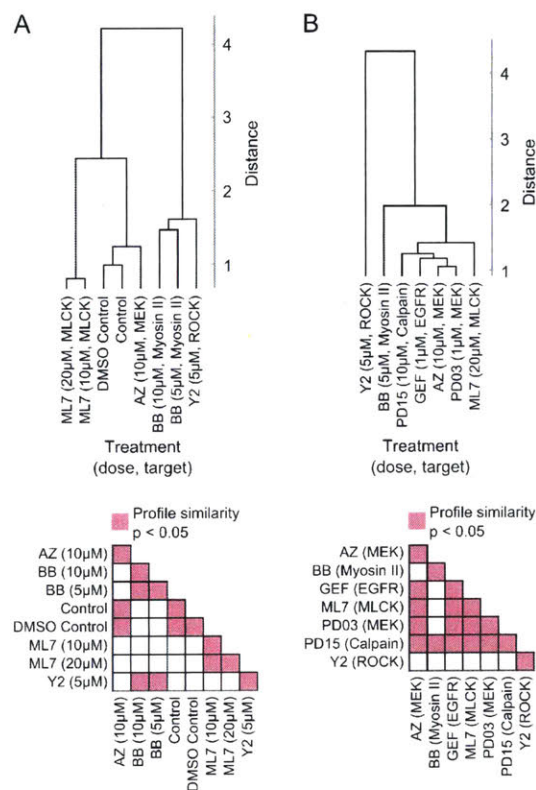 A
4
3
2
1
Distance
ML7 (20µM, MLCK)
ML7 (10µM, MLCK)
DMSO Control
Control
AZ (10µM, MEK)
BB (10µM, Myosin II)
BB (5µM, Myosin II)
Y2 (5µM, ROCK)
Treatment
(dose, target)
Profile similarity
p < 0.05
AZ (10µM)
BB (10µM)
BB (5µM)
Control
DMSO Control
ML7 (10µM)
ML7 (20µM)
Y2 (5µM)
AZ (10µM)
BB (10µM)
BB (5µM)
Control
DMSO Control
ML7 (10µM)
ML7 (20µM)
Y2 (5µM)
B
4
3
2
1
Distance
Y2 (5µM, ROCK)
BB (5µM, Myosin II)
PD15 (10µM, Calpain)
GEF (1µM, EGFR)
AZ (10µM, MEK)
PD03 (1µM, MEK)
ML7 (20µM, MLCK)
Treatment
(dose, target)
Profile similarity
p < 0.05
AZ (MEK)
BB (Myosin II)
GEF (EGFR)
ML7 (MLCK)
PD03 (MEK)
PD15 (Calpain)
Y2 (ROCK)
AZ (MEK)
BB (Myosin II)
GEF (EGFR)
ML7 (MLCK)
PD03 (MEK)
PD15 (Calpain)
Y2 (ROCK)